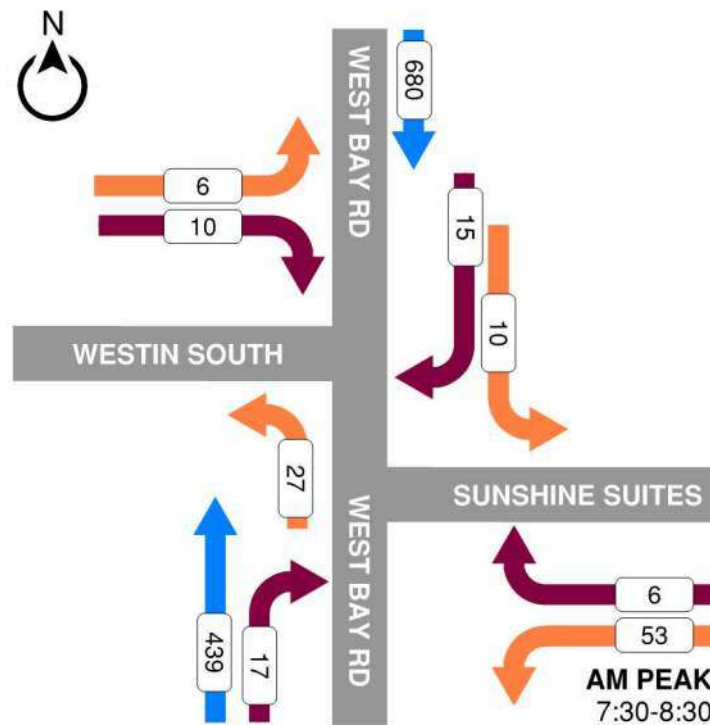 N
WEST BAY RD
680
6
10
15
10
WESTIN SOUTH
27
SUNSHINE SUITES
WEST BAY RD
439
17
6
53
AM PEAK
7:30-8:30